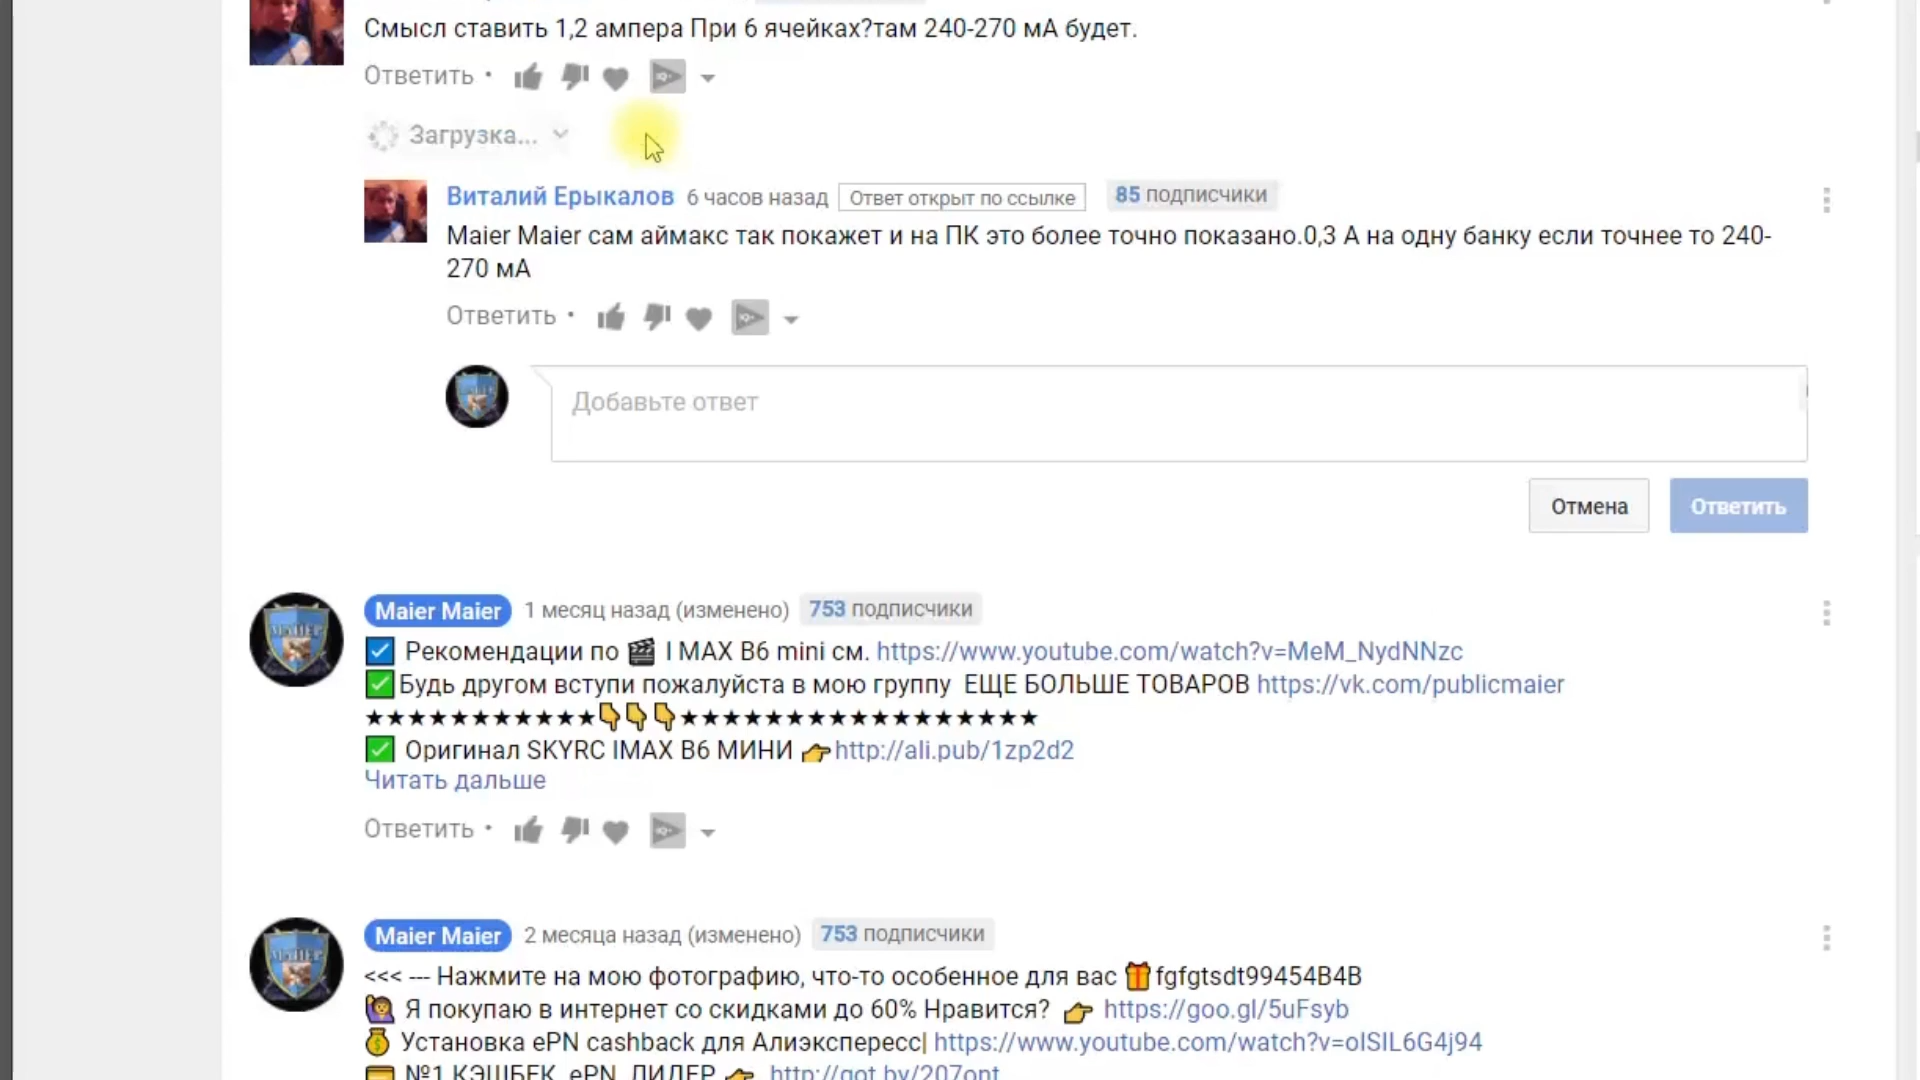 Смысл ставить 1,2 ампера При 6 ячейках?там 240-270 мА будет.
Ответить •
Загрузка...
Виталий Ерыкалов 6 часов назад Ответ открыт по ссылке 85 подписчики
Maier Maier сам аймакс так покажет и на ПК это более точно показано.0,3 А на одну банку если точнее то 240-
270 мА
Ответить •
Добавьте ответ
Отмена Ответить
Maier Maier 1 месяц назад (изменено) 753 подписчики
☑ Рекомендации по 🎬 I MAX B6 mini см. https://www.youtube.com/watch?v=MeM_NydNNzc
✅Будь другом вступи пожалуйста в мою группу ЕЩЕ БОЛЬШЕ ТОВАРОВ https://vk.com/publicmaier
★★★★★★★★★★★👇👇👇★★★★★★★★★★★★★★★★★
✅ Оригинал SKYRC IMAX B6 МИНИ 👉http://ali.pub/1zp2d2
Читать дальше
Ответить •
Maier Maier 2 месяца назад (изменено) 753 подписчики
<<< --- Нажмите на мою фотографию, что-то особенное для вас 🎁fgfgtsdt99454B4B
🙋 Я покупаю в интернет со скидками до 60% Нравится? 👉 https://goo.gl/5uFsyb
💰 Установка ePN cashback для Алиэкспересс| https://www.youtube.com/watch?v=oISIL6G4j94
💳 №1 КЭШБЕК ePN ЛИДЕР 👉 http://got.by/207ont